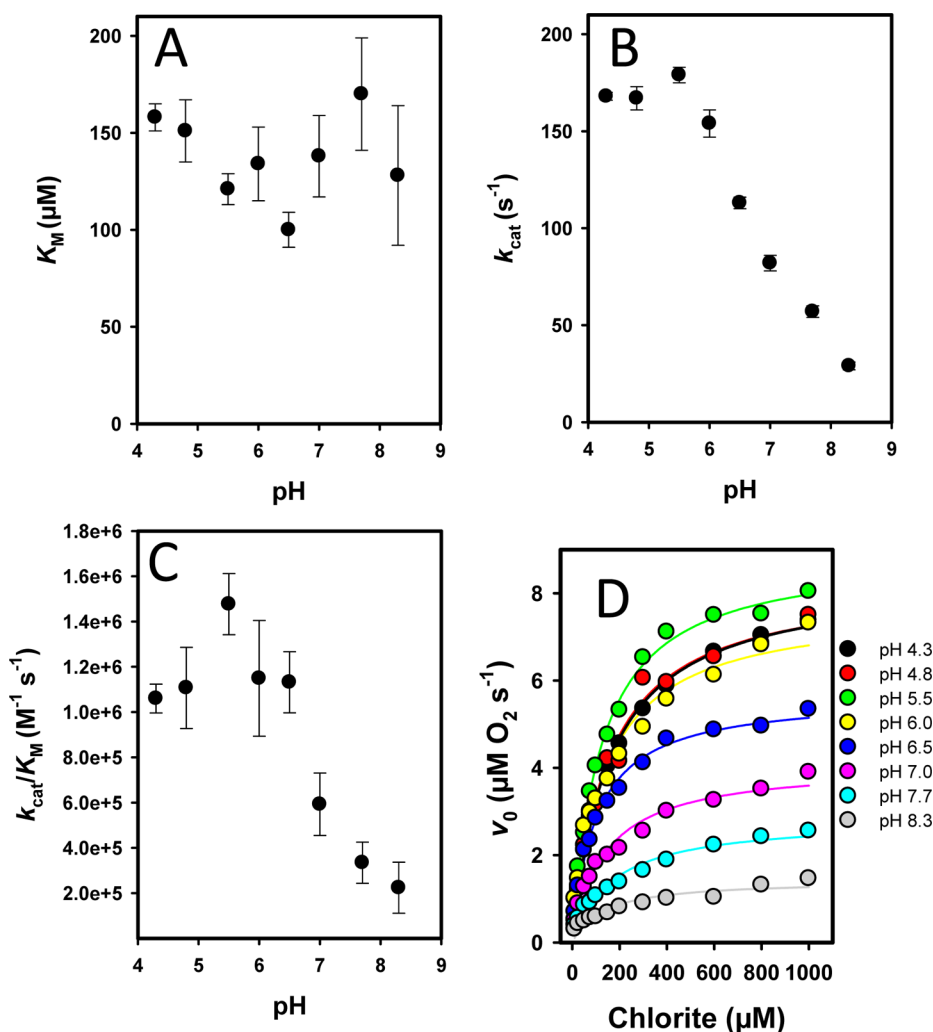 A
K_M (µM)
200
150
100
50
0
4 5 6 7 8 9
pH
B
k_cat (s⁻¹)
200
150
100
50
0
4 5 6 7 8 9
pH
C
k_cat/K_M (M⁻¹ s⁻¹)
1.8e+6
1.6e+6
1.4e+6
1.2e+6
1.0e+6
8.0e+5
6.0e+5
4.0e+5
2.0e+5
4 5 6 7 8 9
pH
D
v₀ (µM O₂ s⁻¹)
8
6
4
2
0
0 200 400 600 800 1000
Chlorite (µM)
pH 4.3
pH 4.8
pH 5.5
pH 6.0
pH 6.5
pH 7.0
pH 7.7
pH 8.3